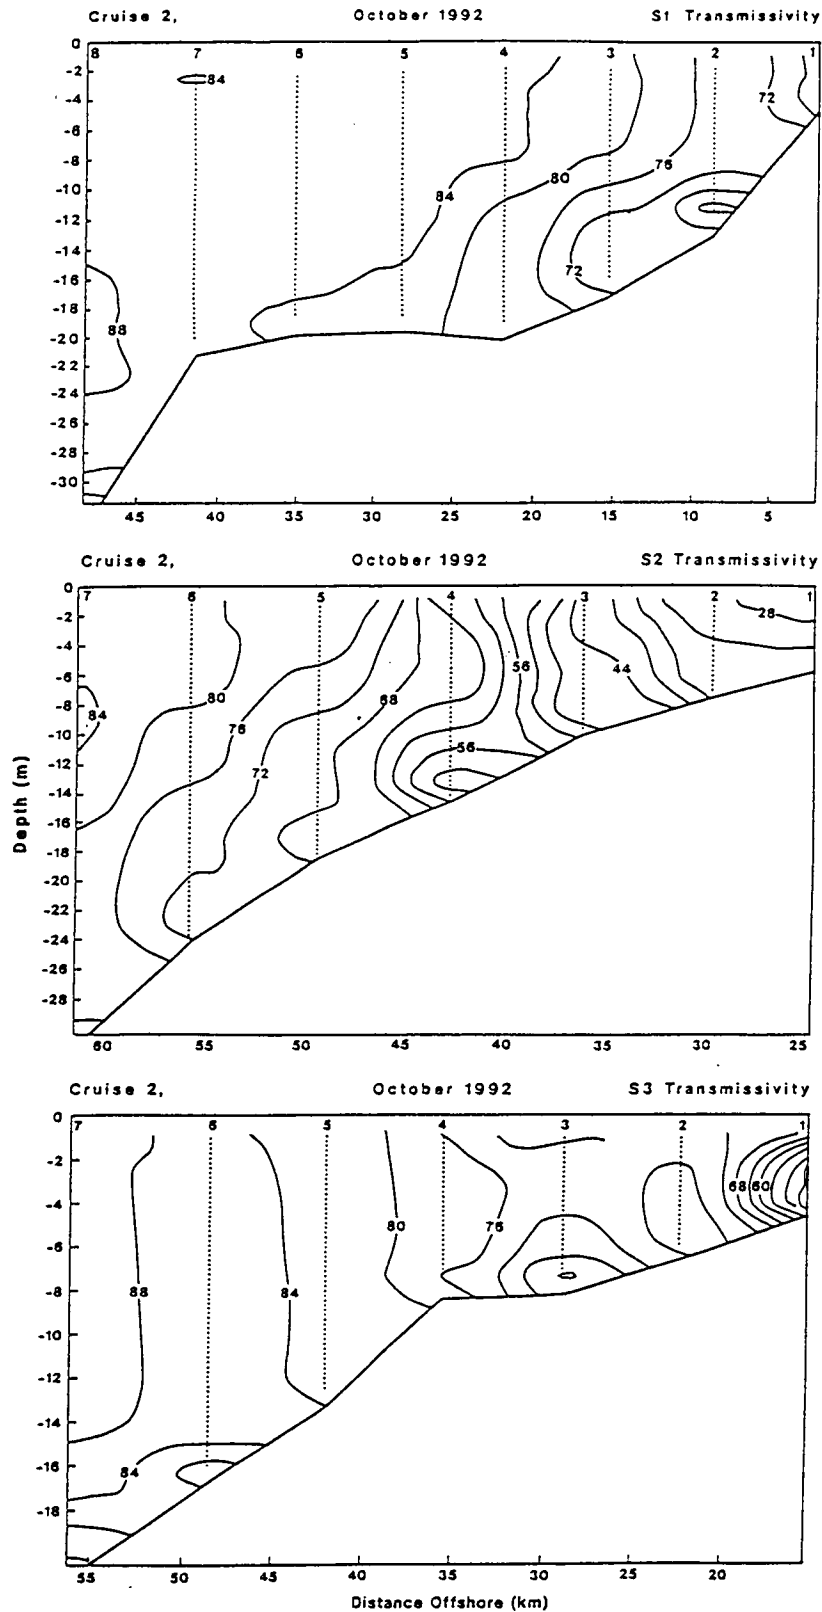 Cruise 2, October 1992 S1 Transmissivity
0 8 7 6 5 4 3 2 1
-2 84
-4 72
-6
-8 76
80
-10 84
-12
-14
-16 72
-18
88
-20
-22
-24
-26
-28
-30
45 40 35 30 25 20 15 10 5
Cruise 2, October 1992 S2 Transmissivity
0 7 6 5 4 3 2 1
-2 28
-4
-6 56 44
-8 80 68
84 76
-10 56
-12 72
-14
-16
-18
-20
-22
-24
-26
-28
Depth (m)
60 55 50 45 40 35 30 25
Cruise 2, October 1992 S3 Transmissivity
0 7 6 5 4 3 2 1
-2
68 60
-4
80 76
-6
-8 88 84
-10
-12
-14
-16 84
-18
55 50 45 40 35 30 25 20
Distance Offshore (km)